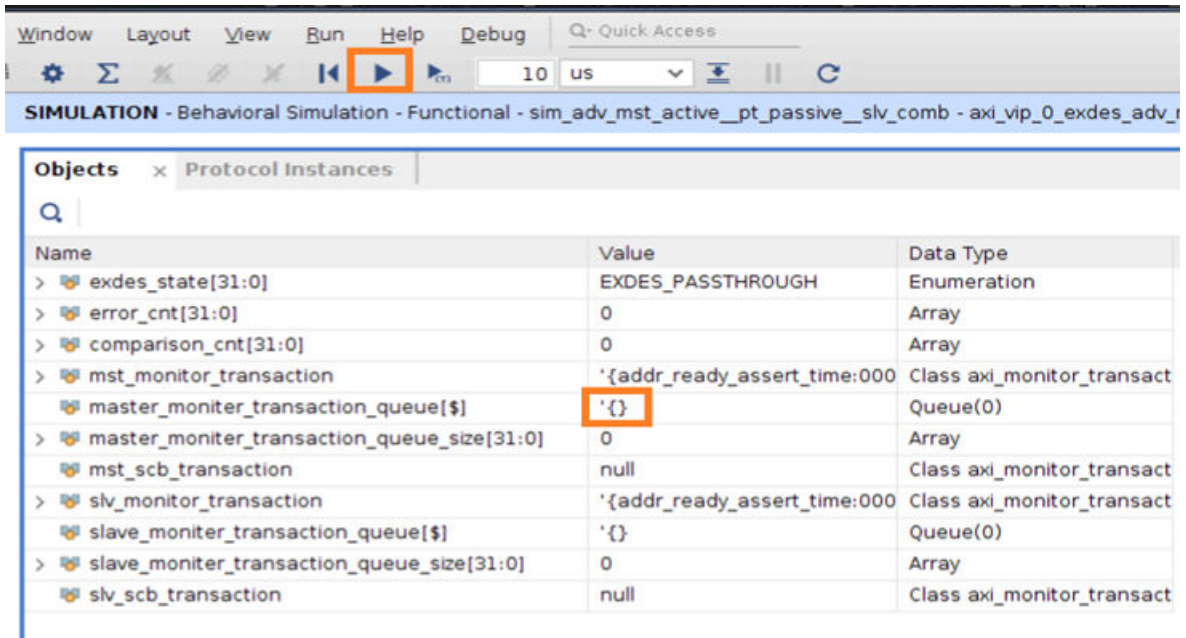 Window Layout View Run Help Debug Quick Access
10 us
SIMULATION - Behavioral Simulation - Functional - sim_adv_mst_active__pt_passive__slv_comb - axi_vip_0_exdes_adv_
Objects × Protocol Instances
Name Value Data Type
> exdes_state[31:0] EXDES_PASSTHROUGH Enumeration
> error_cnt[31:0] 0 Array
> comparison_cnt[31:0] 0 Array
> mst_monitor_transaction '{addr_ready_assert_time:000 Class axi_monitor_transact
master_moniter_transaction_queue[$] '{} Queue(0)
> master_moniter_transaction_queue_size[31:0] 0 Array
mst_scb_transaction null Class axi_monitor_transact
> slv_monitor_transaction '{addr_ready_assert_time:000 Class axi_monitor_transact
slave_moniter_transaction_queue[$] '{} Queue(0)
> slave_moniter_transaction_queue_size[31:0] 0 Array
slv_scb_transaction null Class axi_monitor_transact